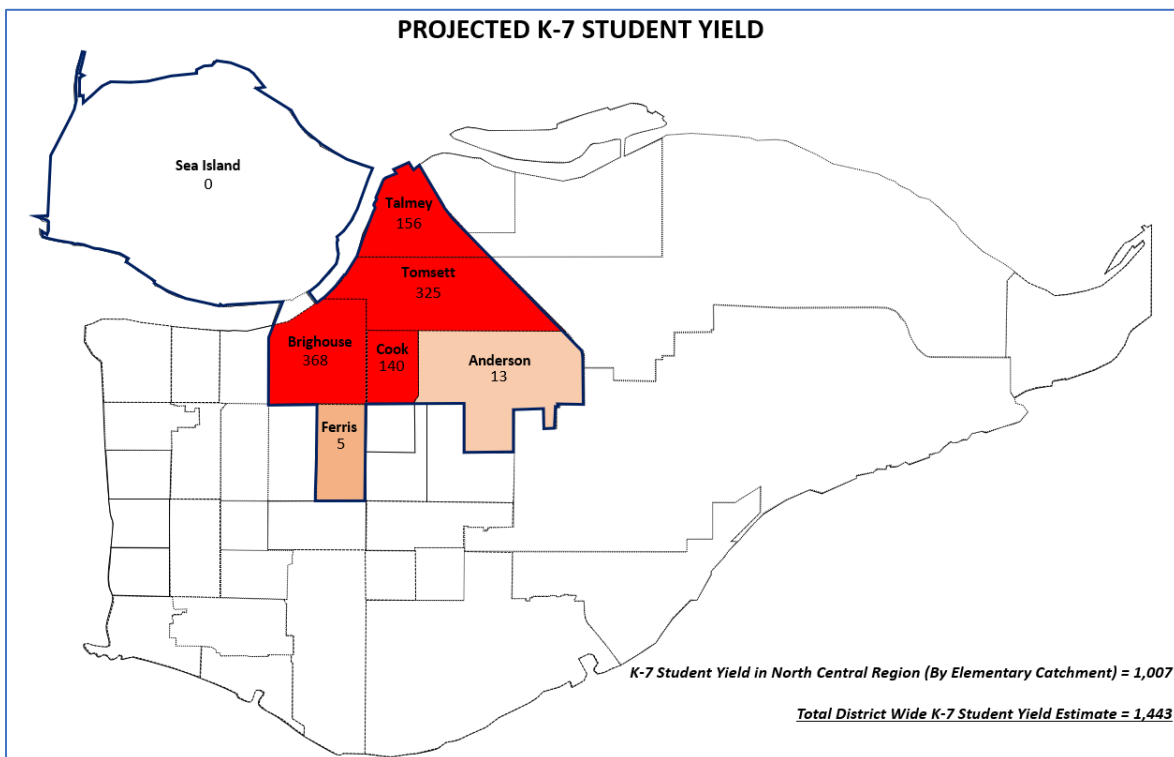 PROJECTED K-7 STUDENT YIELD
Sea Island
0
Talmey
156
Tomsett
325
Brighouse
368
Cook
140
Anderson
13
Ferris
5
K-7 Student Yield in North Central Region (By Elementary Catchment) = 1,007
Total District Wide K-7 Student Yield Estimate = 1,443